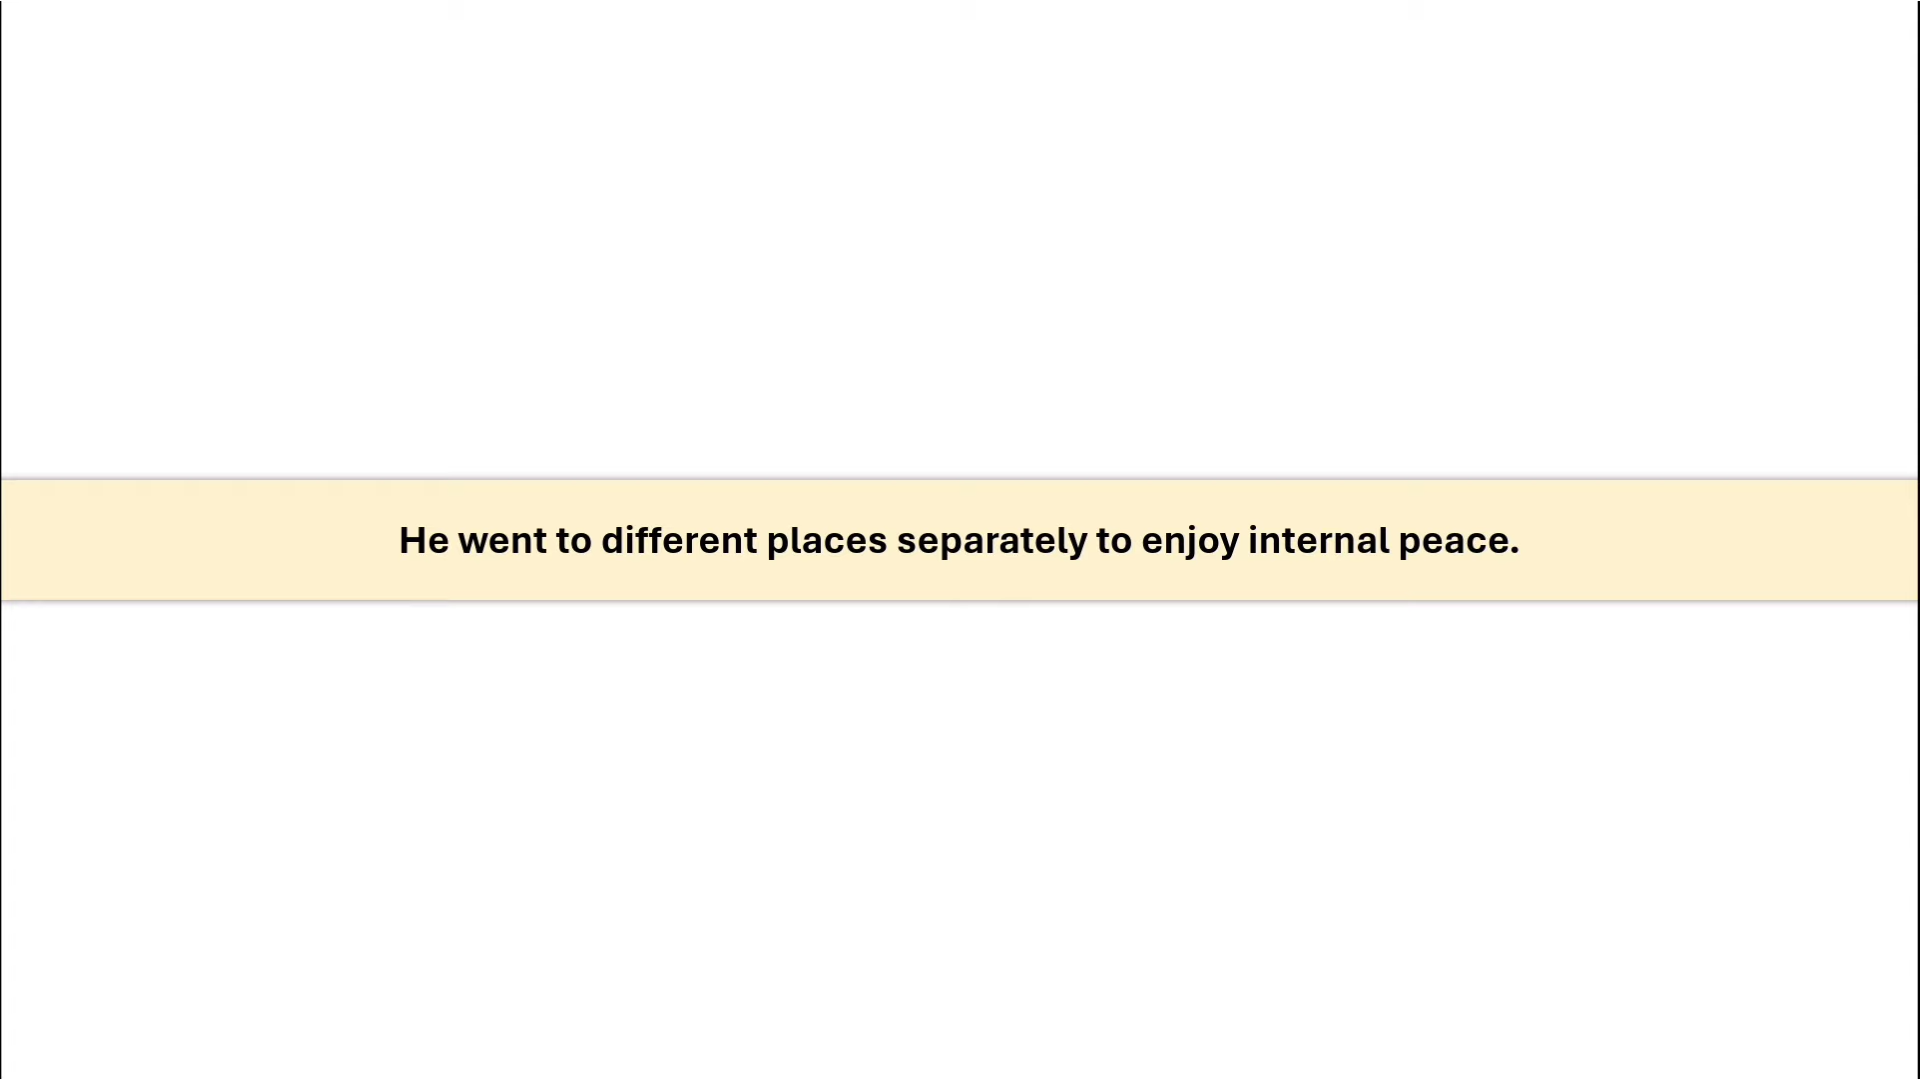 He went to different places separately to enjoy internal peace.